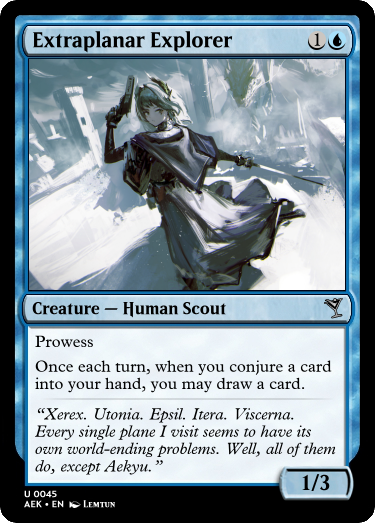 Extraplanar Explorer 1
Creature — Human Scout
Prowess
Once each turn, when you conjure a card
into your hand, you may draw a card.
“Xerex. Utonia. Epsil. Itera. Viscerna.
Every single plane I visit seems to have its
own world-ending problems. Well, all of them
do, except Aekyu.”
1/3
U 0045
AEK • EN Lemtun